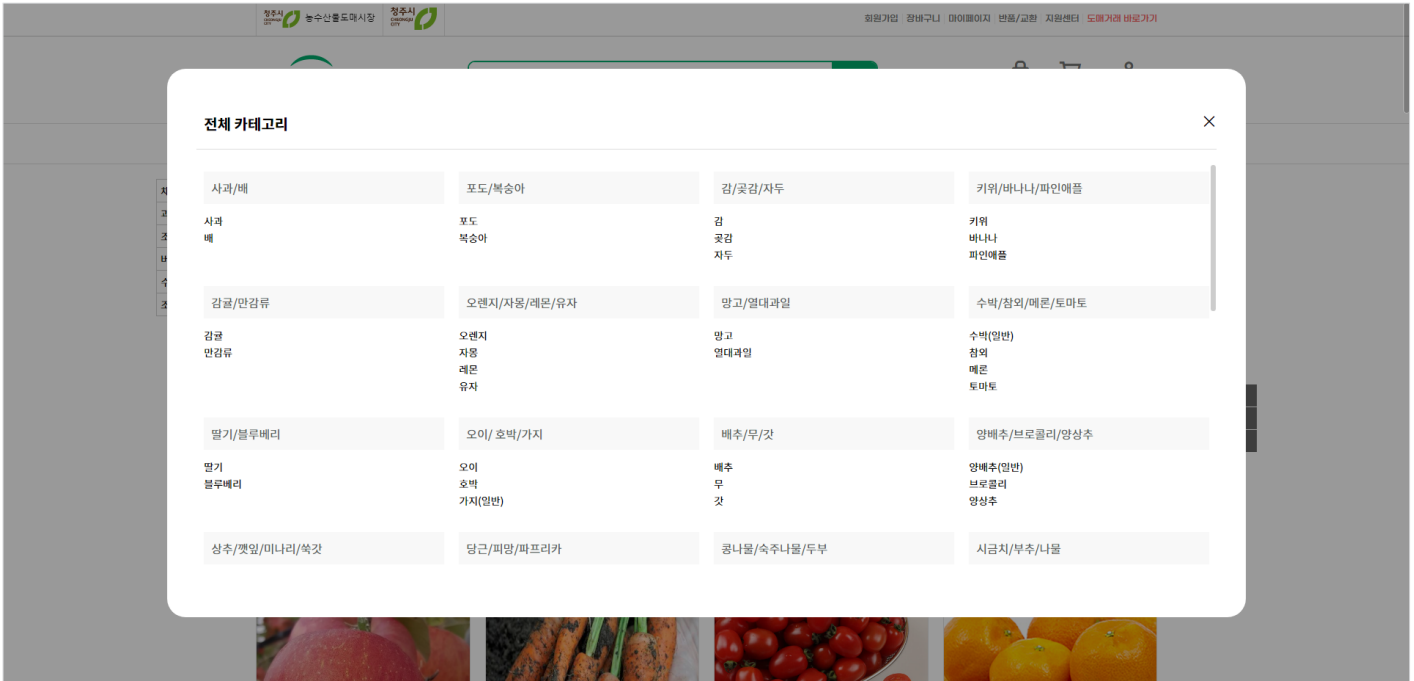 청주시 CHEONGJU CITY 농수산물도매시장 청주시 CHEONGJU CITY
회원가입 장바구니 마이페이지 반품/교환 지원센터 도매거래 바로가기
전체 카테고리
사과/배 포도/복숭아 감/곶감/자두 키위/바나나/파인애플
사과 포도 감 키위
배 복숭아 곶감 바나나
자두 파인애플
감귤/만감류 오렌지/자몽/레몬/유자 망고/열대과일 수박/참외/메론/토마토
감귤 오렌지 망고 수박(일반)
만감류 자몽 열대과일 참외
레몬 메론
유자 토마토
딸기/블루베리 오이/ 호박/가지 배추/무/갓 양배추/브로콜리/양상추
딸기 오이 배추 양배추(일반)
블루베리 호박 무 브로콜리
가지(일반) 갓 양상추
상추/깻잎/미나리/쑥갓 당근/피망/파프리카 콩나물/숙주나물/두부 시금치/부추/나물